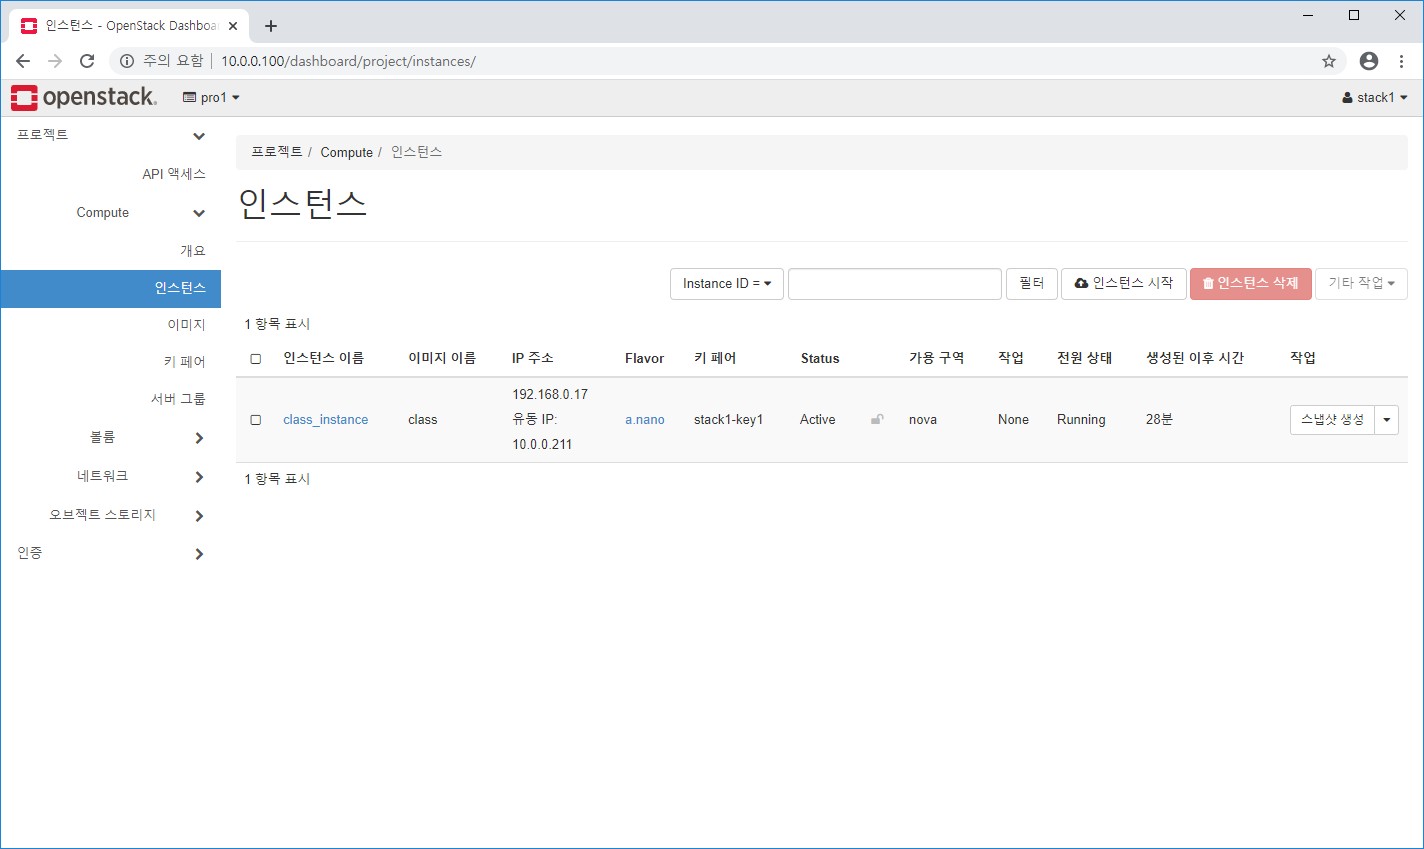 인스턴스 - OpenStack Dashboa
주의 요함 | 10.0.0.100/dashboard/project/instances/
openstack. pro1 stack1
프로젝트
API 액세스
Compute
개요
인스턴스
이미지
키 페어
서버 그룹
볼륨
네트워크
오브젝트 스토리지
인증
프로젝트 / Compute / 인스턴스
인스턴스
Instance ID = 필터 인스턴스 시작 인스턴스 삭제 기타 작업
1 항목 표시
인스턴스 이름 이미지 이름 IP 주소 Flavor 키 페어 Status 가용 구역 작업 전원 상태 생성된 이후 시간 작업
192.168.0.17
class_instance class 유동 IP: a.nano stack1-key1 Active nova None Running 28분 스냅샷 생성
10.0.0.211
1 항목 표시